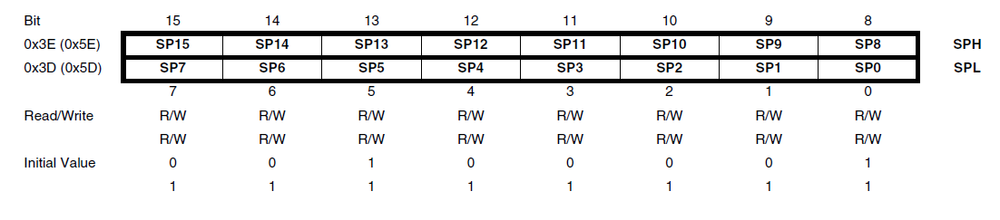 Bit 15 14 13 12 11 10 9 8
0x3E (0x5E) SP15 SP14 SP13 SP12 SP11 SP10 SP9 SP8 SPH
0x3D (0x5D) SP7 SP6 SP5 SP4 SP3 SP2 SP1 SP0 SPL
7 6 5 4 3 2 1 0
Read/Write R/W R/W R/W R/W R/W R/W R/W R/W
R/W R/W R/W R/W R/W R/W R/W R/W
Initial Value 0 0 1 0 0 0 0 1
1 1 1 1 1 1 1 1